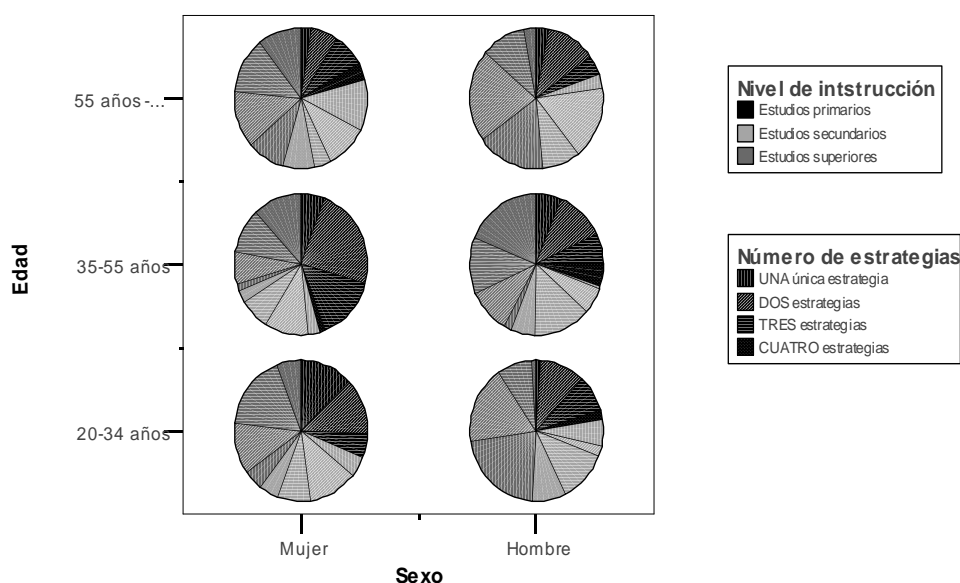 55 años -...
35-55 años
20-34 años
Edad
Mujer
Hombre
Sexo
Nivel de intstrucción
Estudios primarios
Estudios secundarios
Estudios superiores
Número de estrategias
UNA única estrategia
DOS estrategias
TRES estrategias
CUATRO estrategias